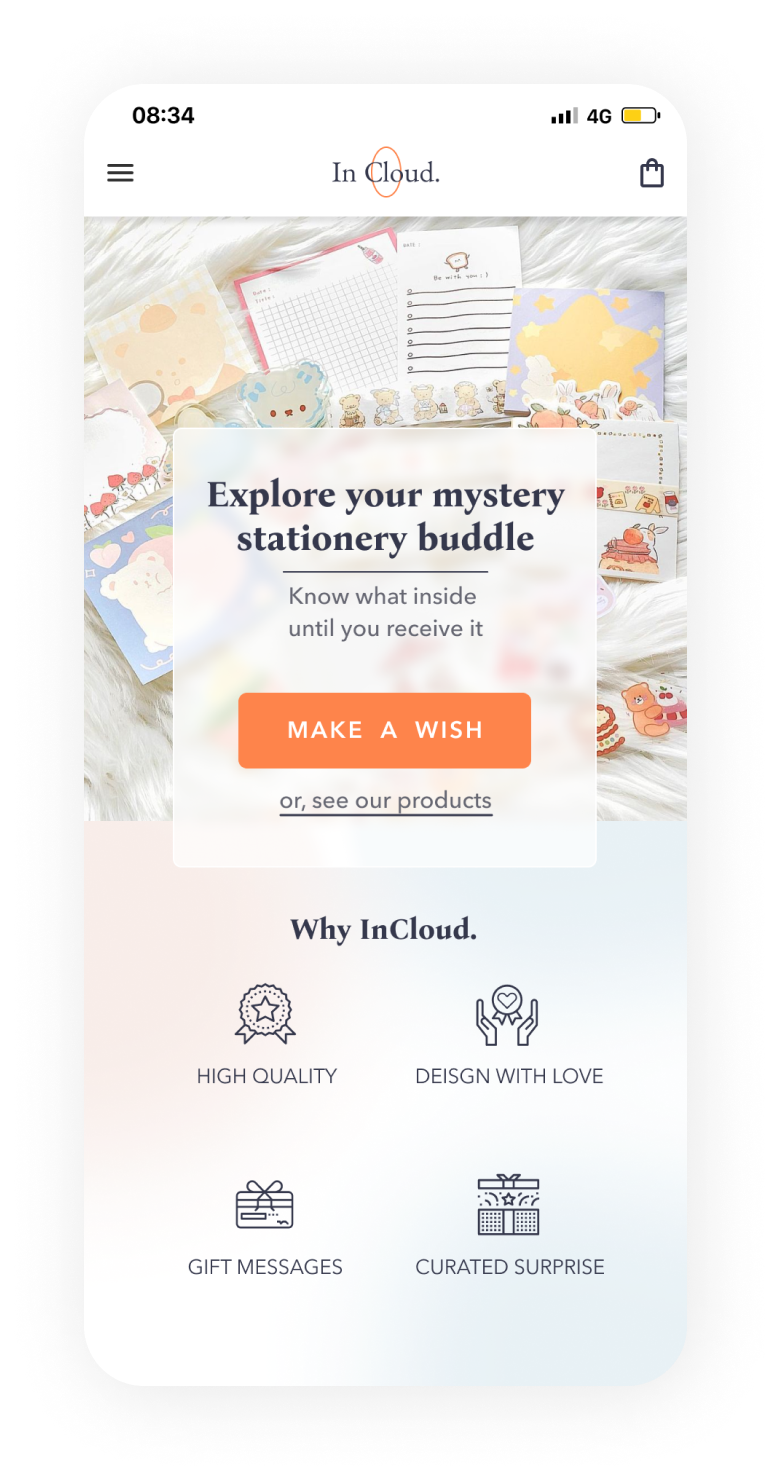 08:34
4G
In Cloud.
DATE :
Be with you : )
Explore your mystery
stationery buddle
Know what inside
until you receive it
MAKE A WISH
or, see our products
Why InCloud.
HIGH QUALITY
DEISGN WITH LOVE
GIFT MESSAGES
CURATED SURPRISE